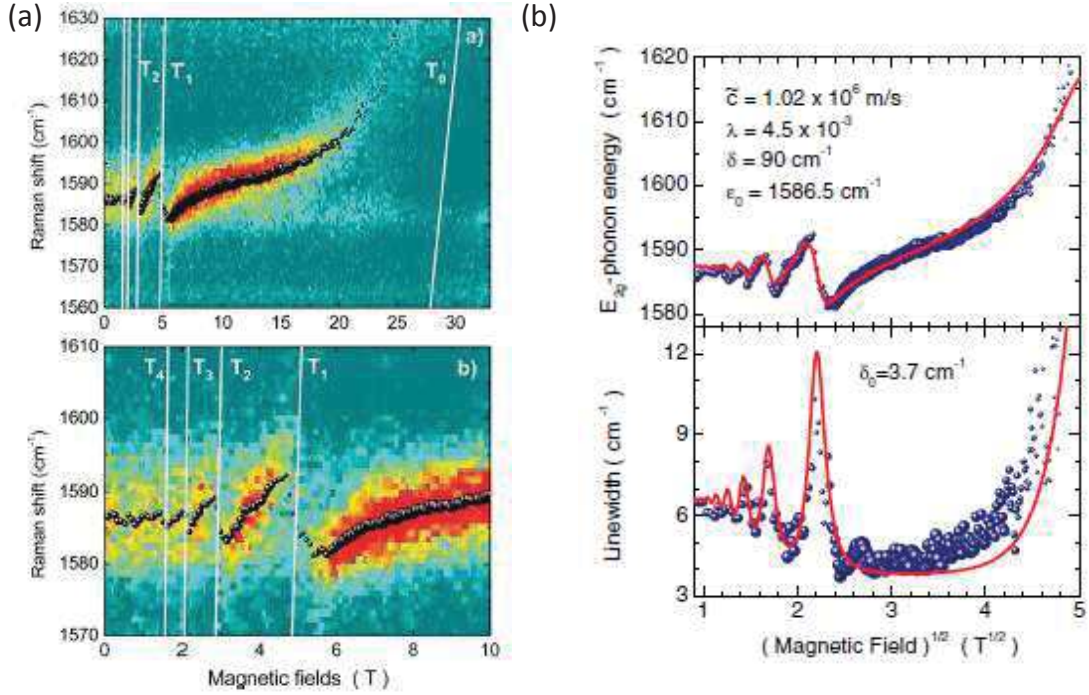 (a)
a)
T₂
T₁
T₀
1630
1620
1610
1600
1590
1580
1570
1560
Raman shift (cm⁻¹)
0 5 10 15 20 25 30
b)
T₄
T₃
T₂
T₁
1610
1600
1590
1580
1570
Raman shift (cm⁻¹)
0 2 4 6 8 10
Magnetic fields ( T )
(b)
c̃ = 1.02 x 10⁶ m/s
λ = 4.5 x 10⁻³
δ = 90 cm⁻¹
ε₀ = 1586.5 cm⁻¹
1620
1610
1600
1590
1580
E₂g-phonon energy (cm⁻¹)
δ₀=3.7 cm⁻¹
12
9
6
3
Linewidth ( cm⁻¹ )
1 2 3 4 5
( Magnetic Field )¹/² ( T¹/² )